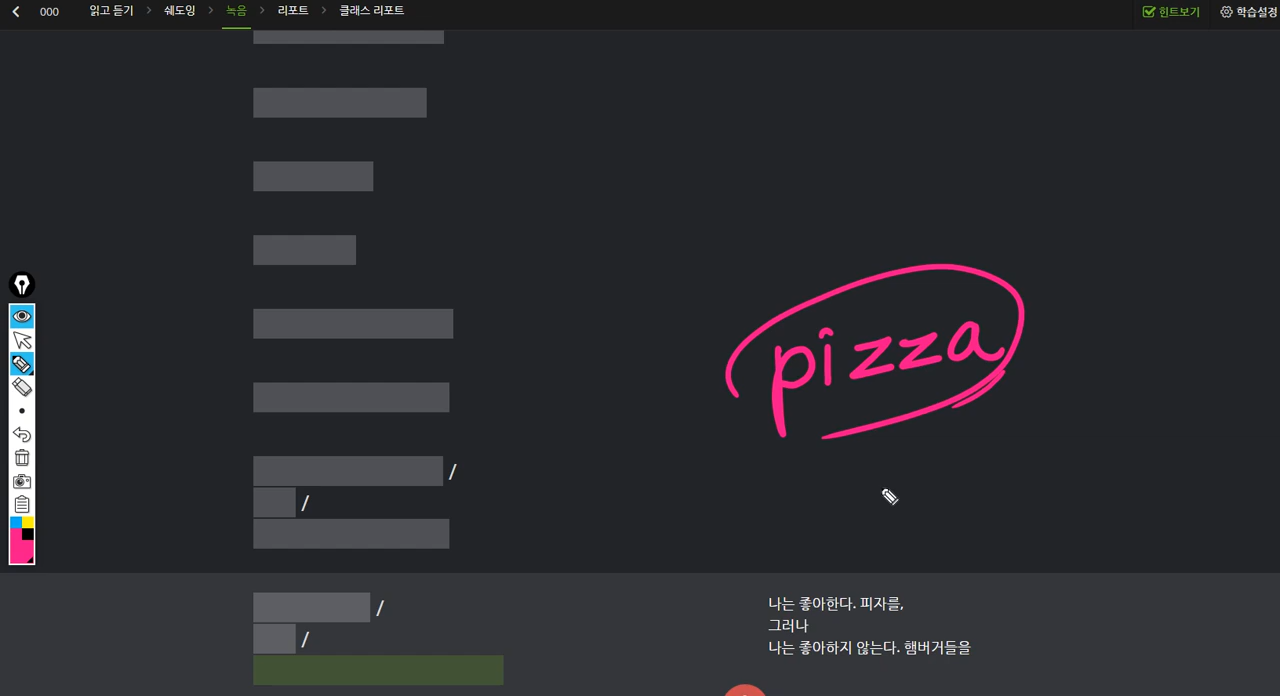 000 읽고 듣기 > 쉐도잉 > 녹음 > 리포트 > 클래스 리포트 힌트보기 학습설정
pizza
/
/
/
/
나는 좋아한다. 피자를,
그러나
나는 좋아하지 않는다. 햄버거들을